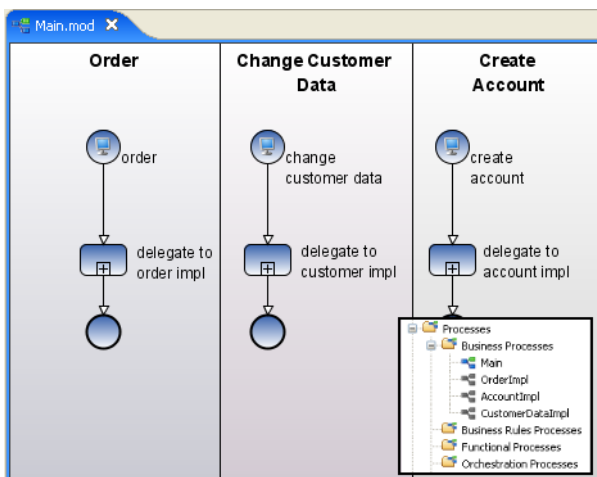 Main.mod
Order
Change Customer
Data
Create
Account
order
change
customer data
create
account
delegate to
order impl
delegate to
customer impl
delegate to
account impl
Processes
Business Processes
Main
OrderImpl
AccountImpl
CustomerDataImpl
Business Rules Processes
Functional Processes
Orchestration Processes